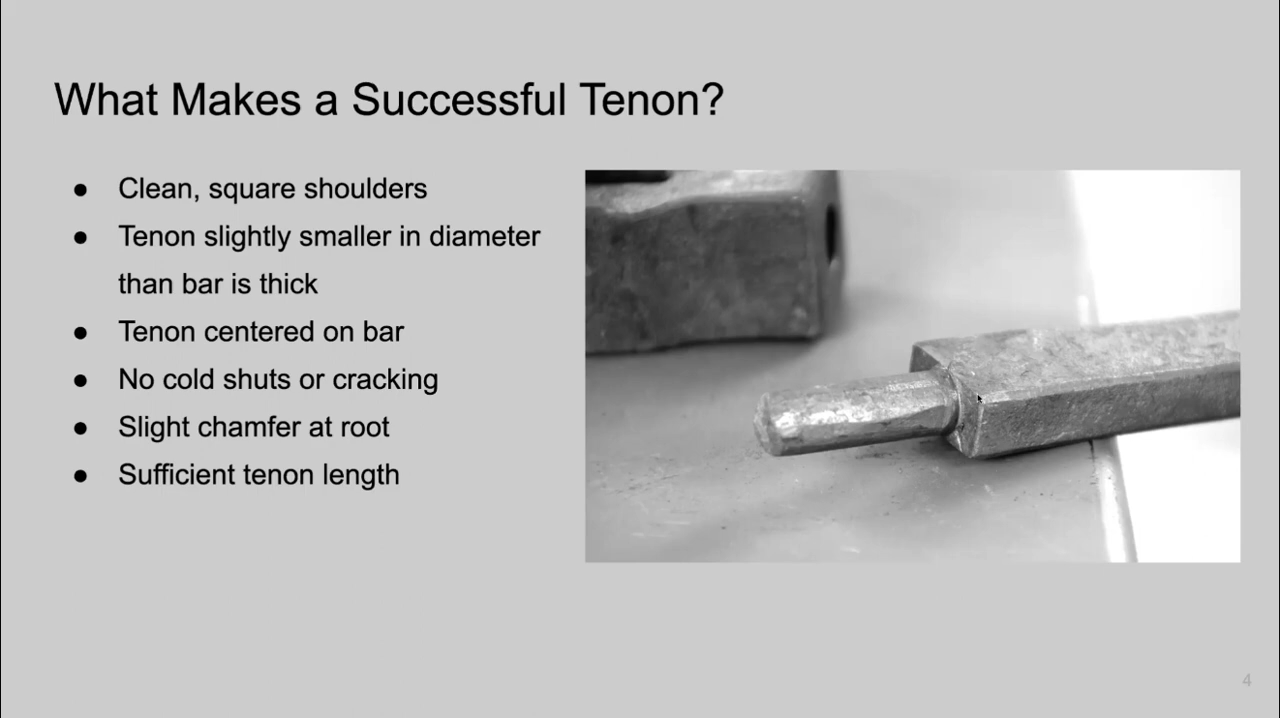 What Makes a Successful Tenon?
● Clean, square shoulders
● Tenon slightly smaller in diameter
than bar is thick
● Tenon centered on bar
● No cold shuts or cracking
● Slight chamfer at root
● Sufficient tenon length
4